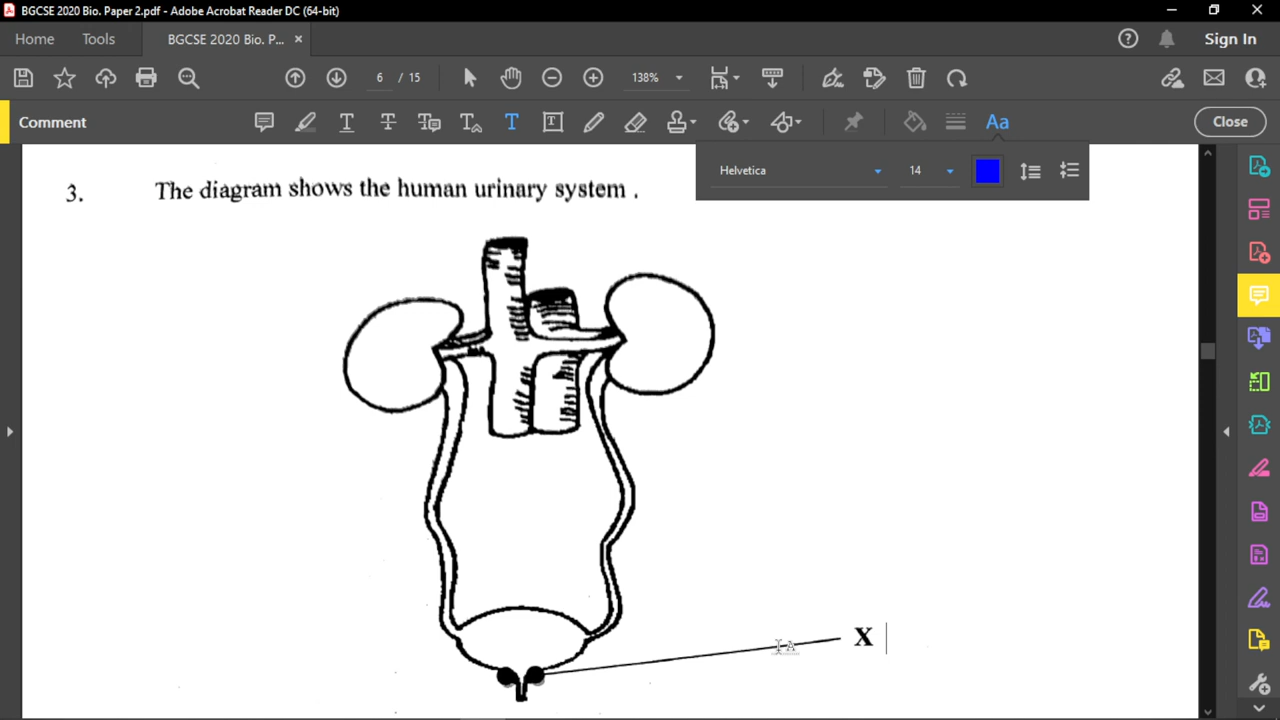 BGCSE 2020 Bio. Paper 2.pdf - Adobe Acrobat Reader DC (64-bit)
Home Tools BGCSE 2020 Bio. P... × Sign In
6 / 15 138%
Comment Close
Helvetica 14
3. The diagram shows the human urinary system .
X